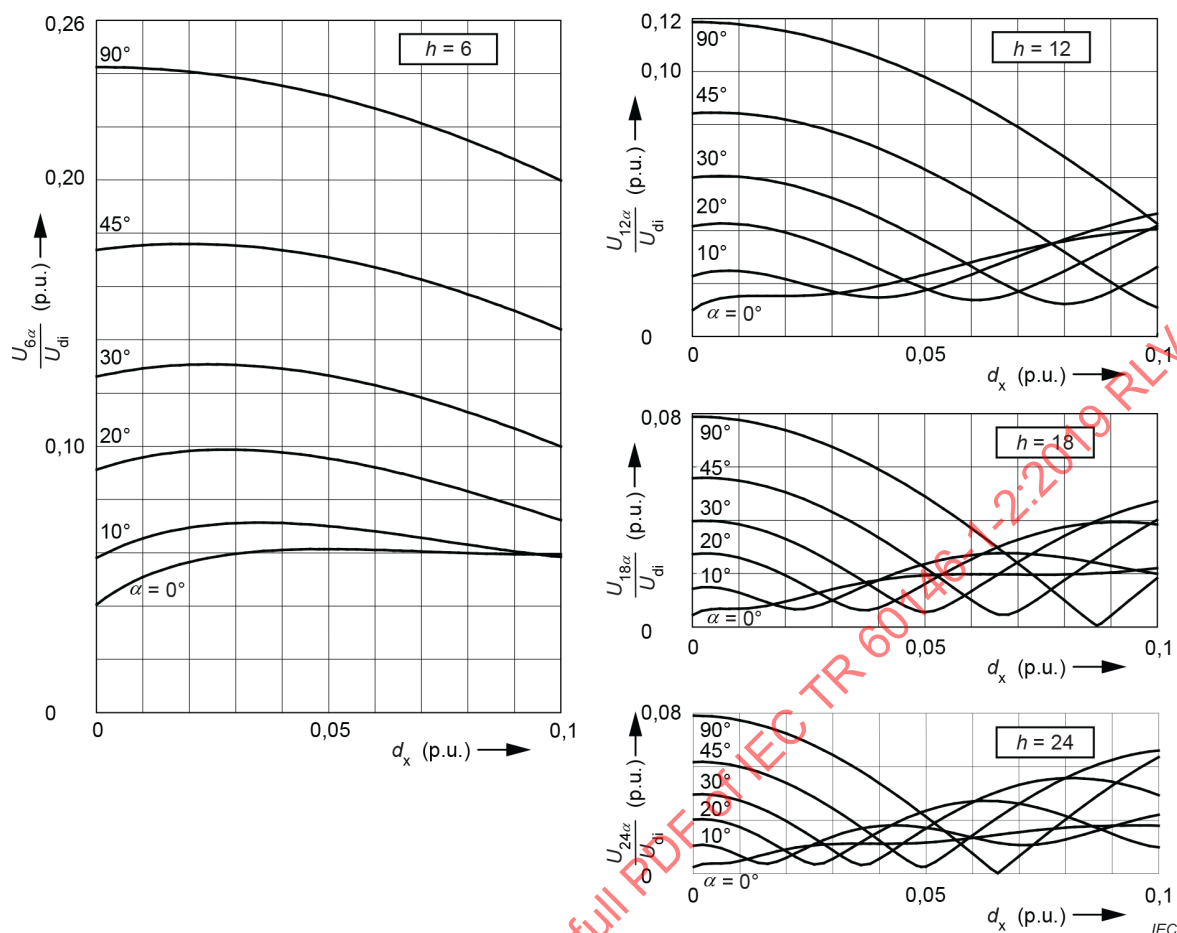 0,26
90°
h = 6
0,20
45°
U6α
Udi
(p.u.)
30°
20°
0,10
10°
α = 0°
0
0
0,05
0,1
dx (p.u.)
0,12
90°
h = 12
0,10
45°
30°
U12α
Udi
(p.u.)
20°
10°
α = 0°
0
0
0,05
0,1
dx (p.u.)
0,08
90°
h = 18
45°
30°
U18α
Udi
(p.u.)
20°
10°
α = 0°
0
0
0,05
0,1
dx (p.u.)
0,08
90°
h = 24
45°
30°
U24α
Udi
(p.u.)
20°
10°
α = 0°
0
0
0,05
0,1
dx (p.u.)
IEC
full PDF of IEC TR 60146-1-2:2019 RLV